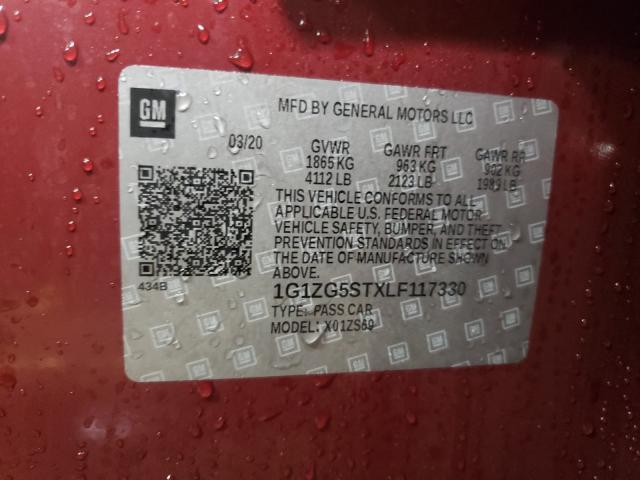 GM
MFD BY GENERAL MOTORS LLC
03/20
GVWR GAWR FRT GAWR RR
1865 KG 963 KG 902 KG
4112 LB 2123 LB 1989 LB
THIS VEHICLE CONFORMS TO ALL
APPLICABLE U.S. FEDERAL MOTOR
VEHICLE SAFETY, BUMPER, AND THEFT
PREVENTION STANDARDS IN EFFECT ON
THE DATE OF MANUFACTURE SHOWN
ABOVE.
434B
1G1ZG5STXLF117330
TYPE: PASS CAR
MODEL: X01ZS69